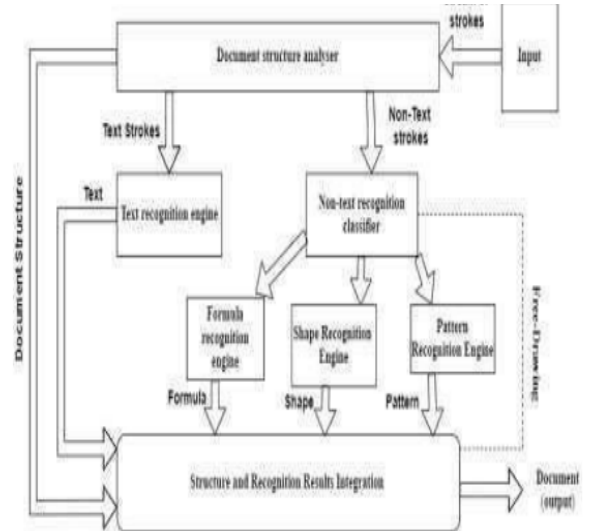 strokes
Input
Document structure analyser
Text Strokes
Non-Text
strokes
Text
Text recognition engine
Non-text recognition
classifier
Document Structure
Free-Drawing
Formula
recognition
engine
Shape Recognition
Engine
Pattern
Recognition Engine
Formula
Shape
Pattern
Structure and Recognition Results Integration
Document
(output)